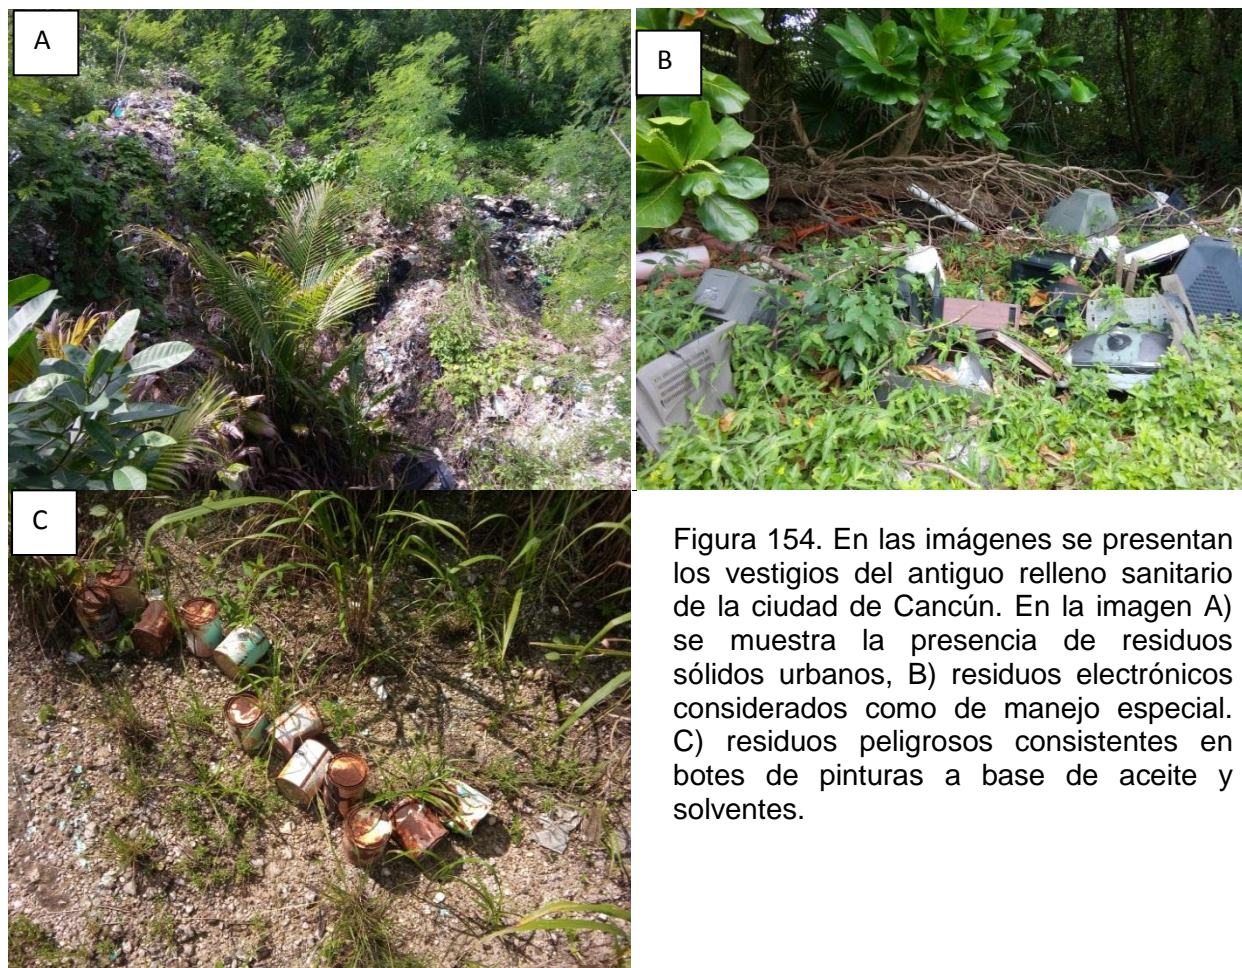 A
B
C
Figura 154. En las imágenes se presentan
los vestigios del antiguo relleno sanitario
de la ciudad de Cancún. En la imagen A)
se muestra la presencia de residuos
sólidos urbanos, B) residuos electrónicos
considerados como de manejo especial.
C) residuos peligrosos consistentes en
botes de pinturas a base de aceite y
solventes.